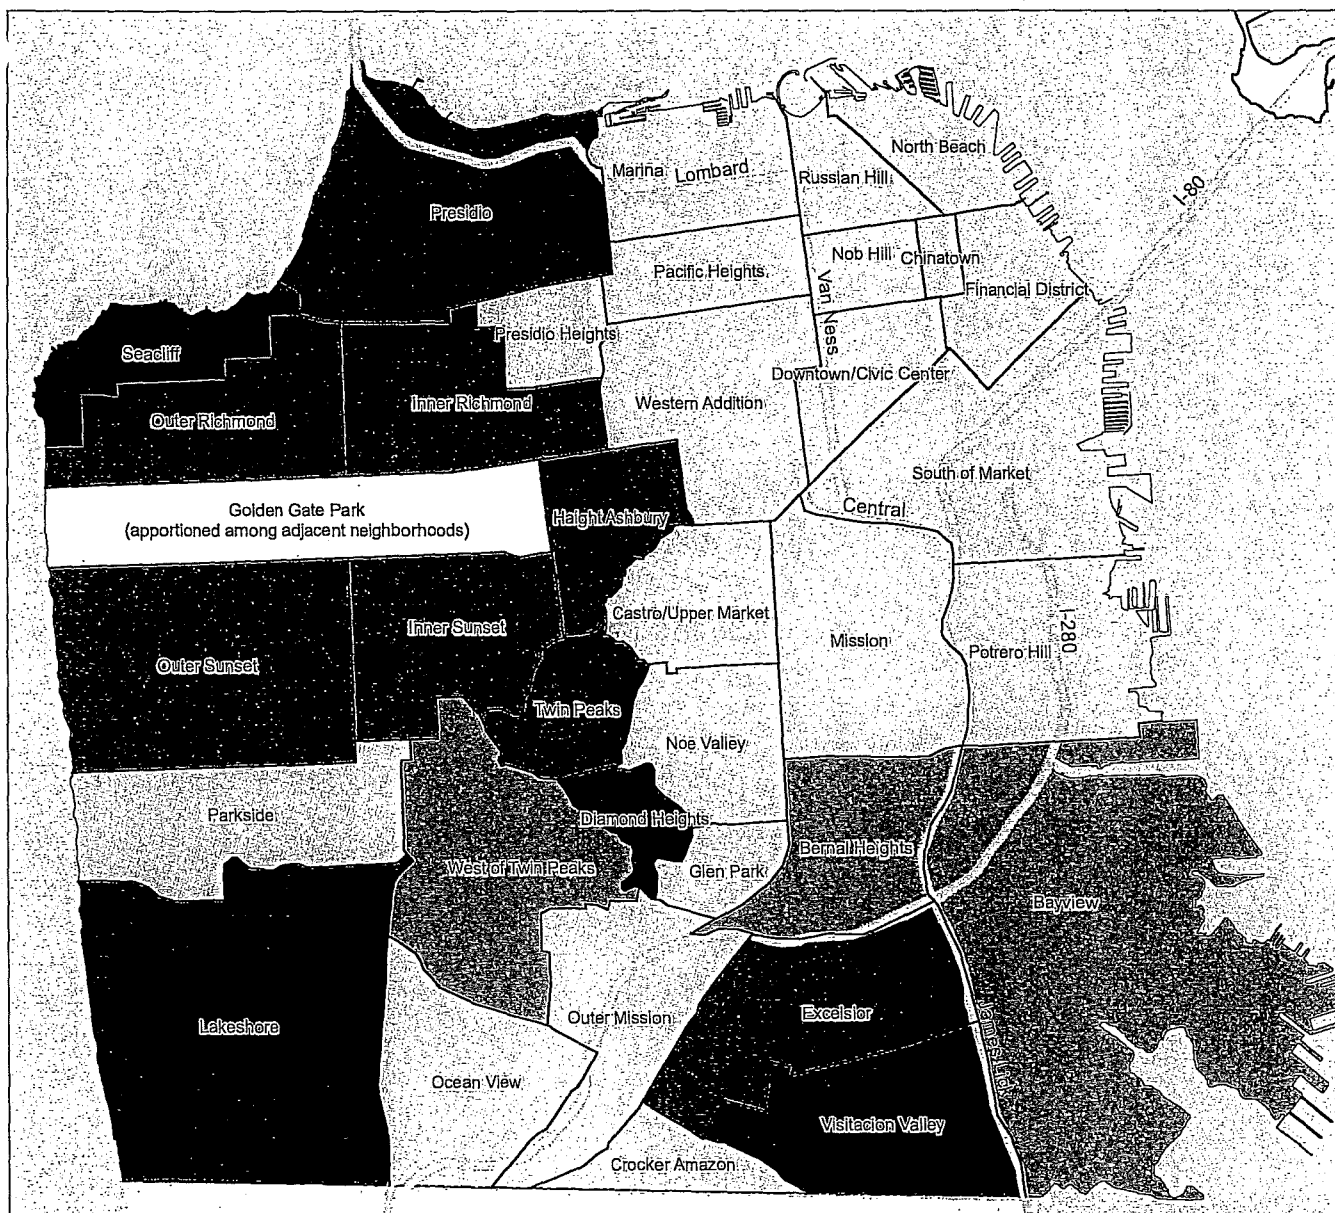 North Beach
Marina
Lombard
Russian Hill
I-80
Presidio
Pacific Heights
Nob Hill
Chinatown
Van Ness
Financial District
Seacliff
Presidio Heights
Downtown/Civic Center
Outer Richmond
Inner Richmond
Western Addition
South of Market
Golden Gate Park
(apportioned among adjacent neighborhoods)
Haight Ashbury
Central
Castro/Upper Market
Inner Sunset
Mission
I-280
Potrero Hill
Outer Sunset
Twin Peaks
Noe Valley
Parkside
Diamond Heights
Bernal Heights
West of Twin Peaks
Glen Park
Bayview
Lakeshore
Outer Mission
Excelsior
Ocean View
Visitacion Valley
Crocker Amazon